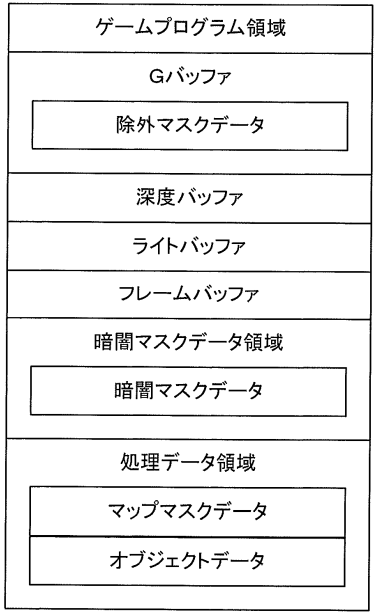 ゲームプログラム領域
Gバッファ
除外マスクデータ
深度バッファ
ライトバッファ
フレームバッファ
暗闇マスクデータ領域
暗闇マスクデータ
処理データ領域
マップマスクデータ
オブジェクトデータ